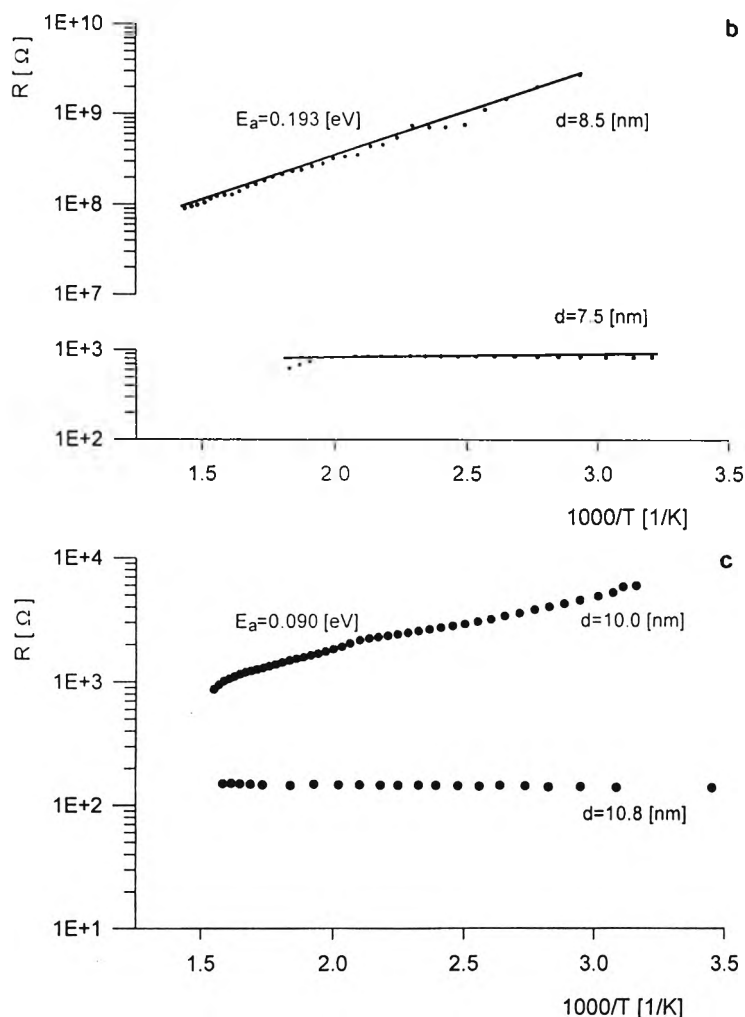 b
1E+10
R [ Ω ]
1E+9
Ea=0.193 [eV]
d=8.5 [nm]
1E+8
1E+7
d=7.5 [nm]
1E+3
1E+2
1.5 2 0 2.5 3.0 3.5
1000/T [1/K]
c
1E+4
R [ Ω ]
Ea=0.090 [eV]
d=10.0 [nm]
1E+3
1E+2
d=10.8 [nm]
1E+1
1.5 2.0 2.5 3.0 3.5
1000/T [1/K]